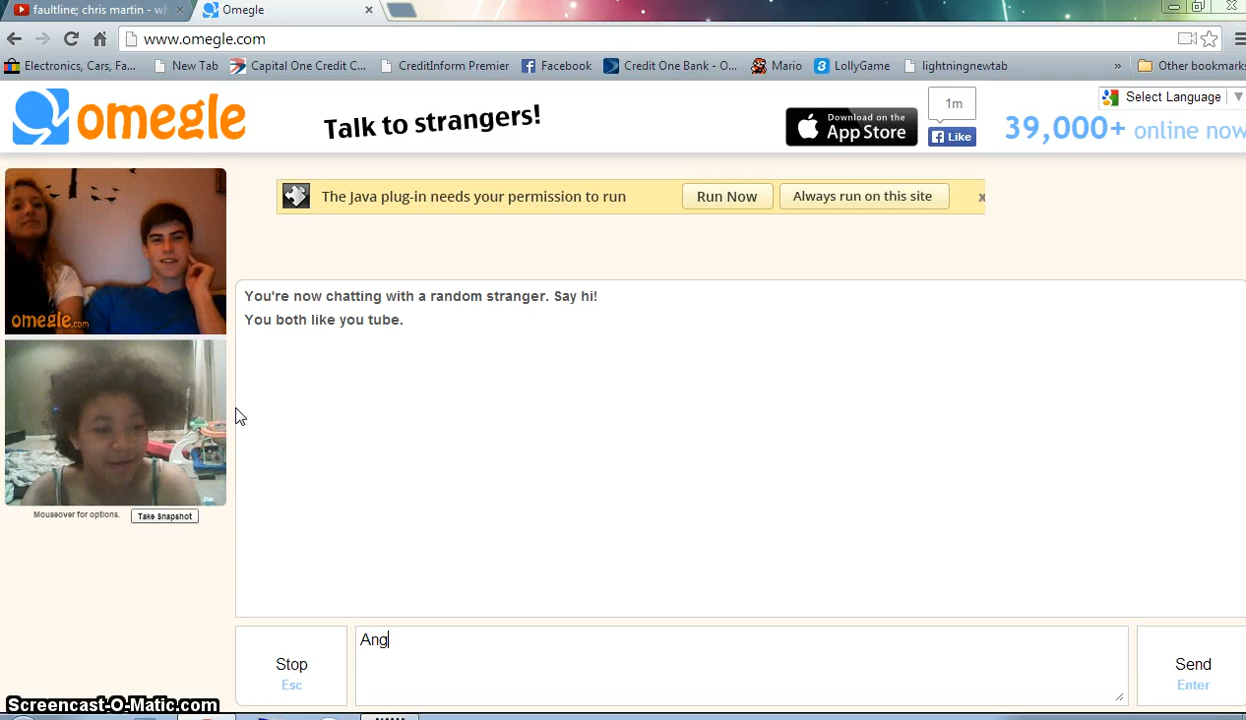 faultline; chris martin - wh
Omegle
www.omegle.com
Electronics, Cars, Fa...
New Tab
Capital One Credit C...
CreditInform Premier
Facebook
Credit One Bank - O...
Mario
LollyGame
lightningnewtab
»
Other bookmarks
omegle
Talk to strangers!
Download on the
App Store
1m
Like
Select Language
39,000+ online now
The Java plug-in needs your permission to run
Run Now
Always run on this site
x
omegle.com
You're now chatting with a random stranger. Say hi!
You both like you tube.
Mouseover for options.
Take Snapshot
Ang
Stop
Esc
Send
Enter
Screencast-O-Matic.com